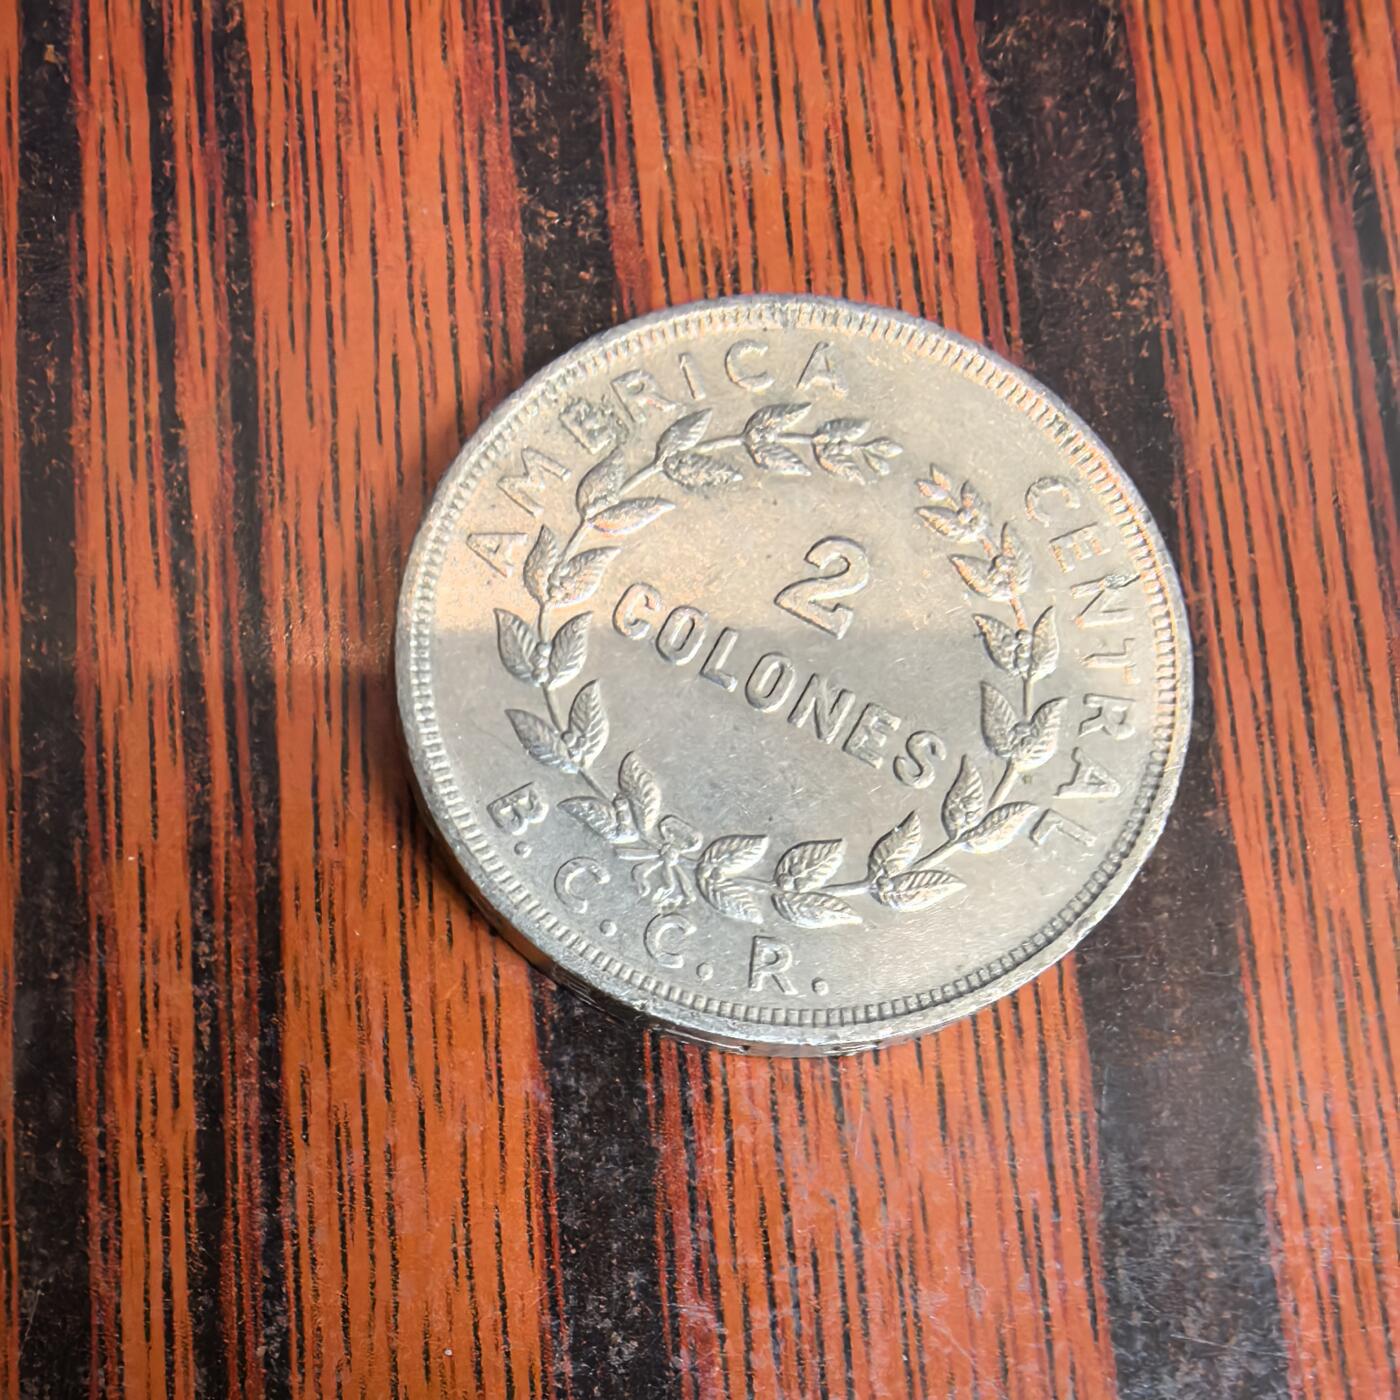 AMERICA CENTRAL
2
COLONES
B.C.C.R.